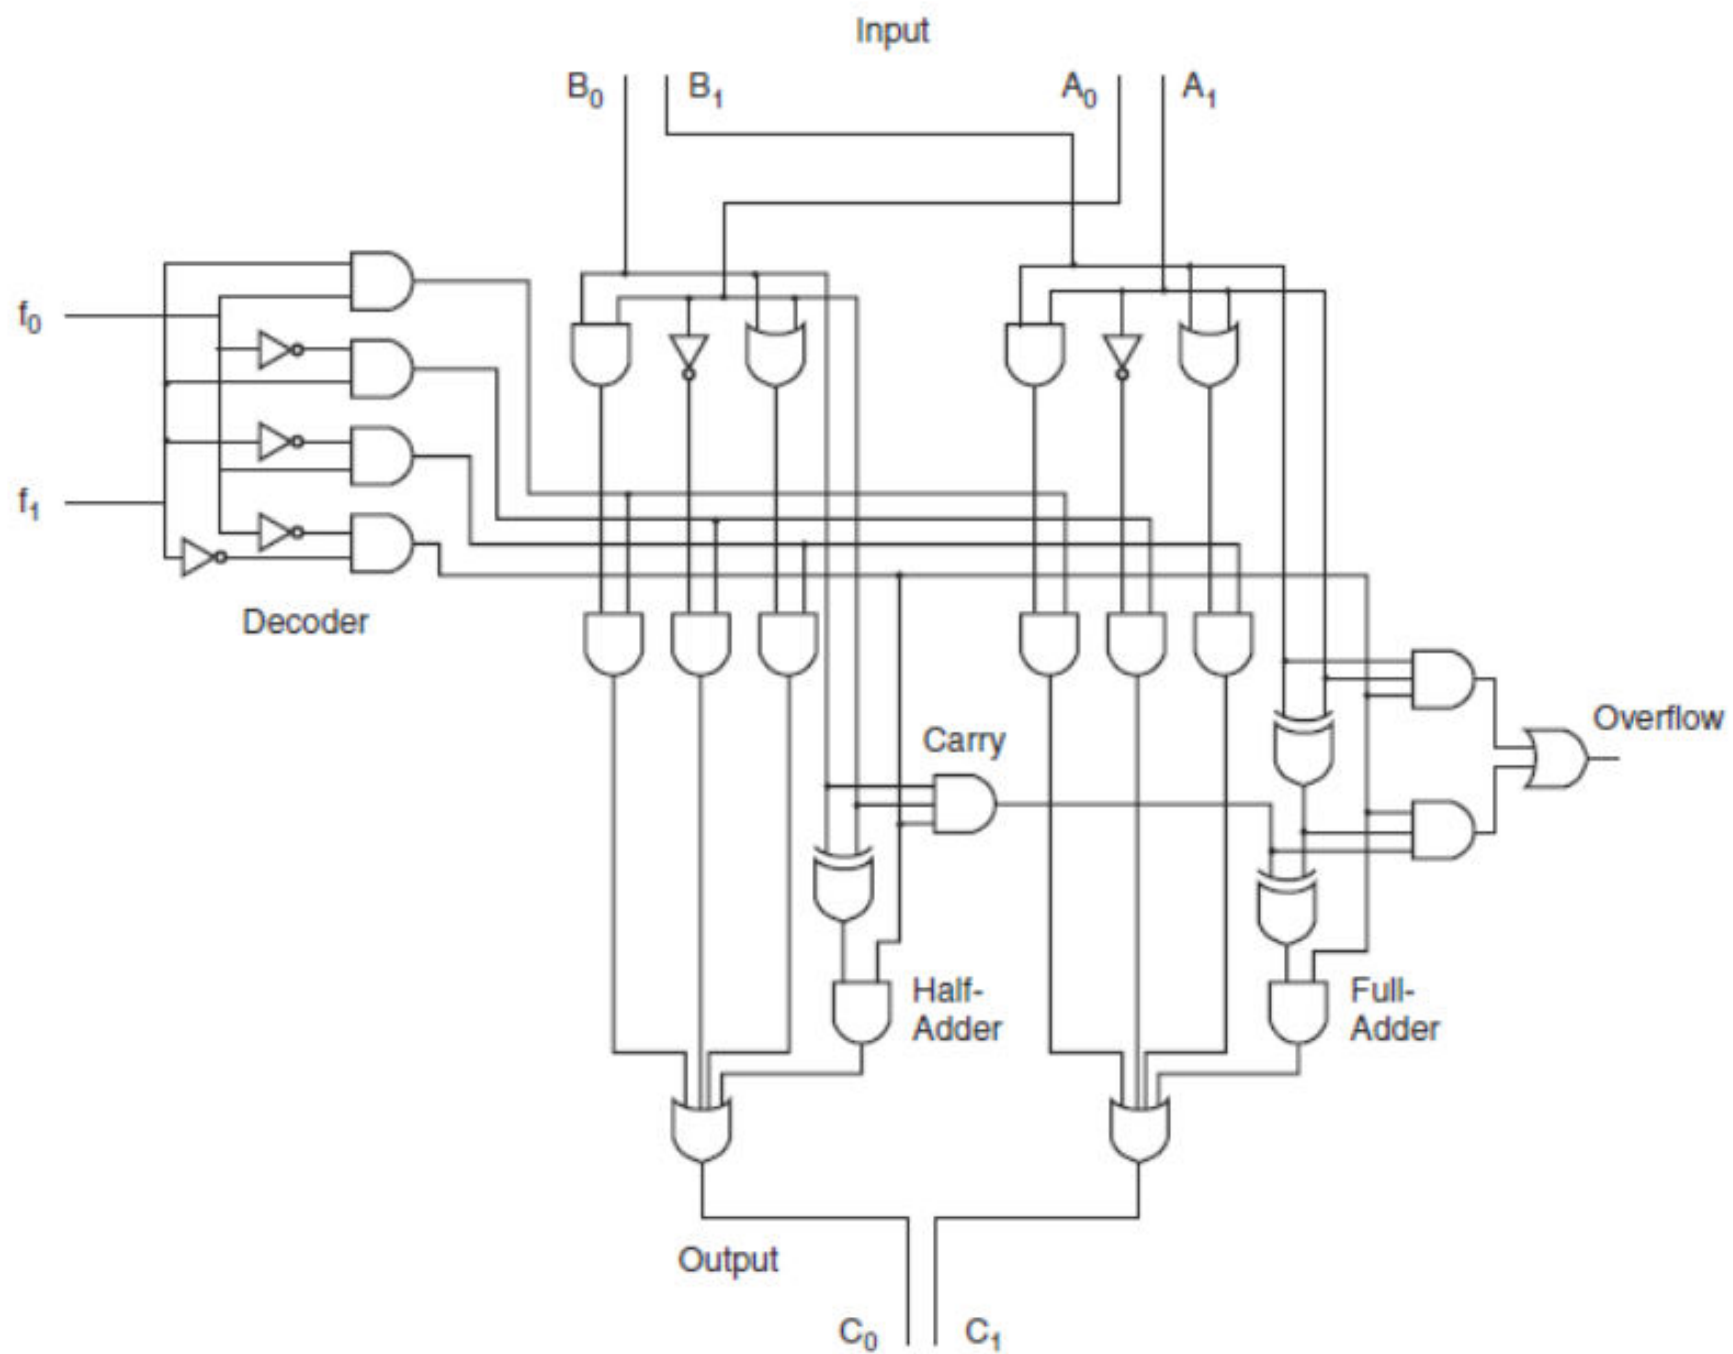 Input
B₀ B₁ A₀ A₁
f₀
f₁
Decoder
Overflow
Carry
Half-
Adder
Full-
Adder
Output
C₀ C₁